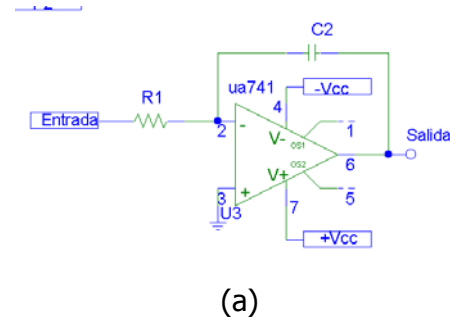 C2
R1
ua741
-Vcc
4
Entrada
2
-
V-
OS1
1
Salida
6
OS2
V+
3
+
5
U3
7
+Vcc
(a)